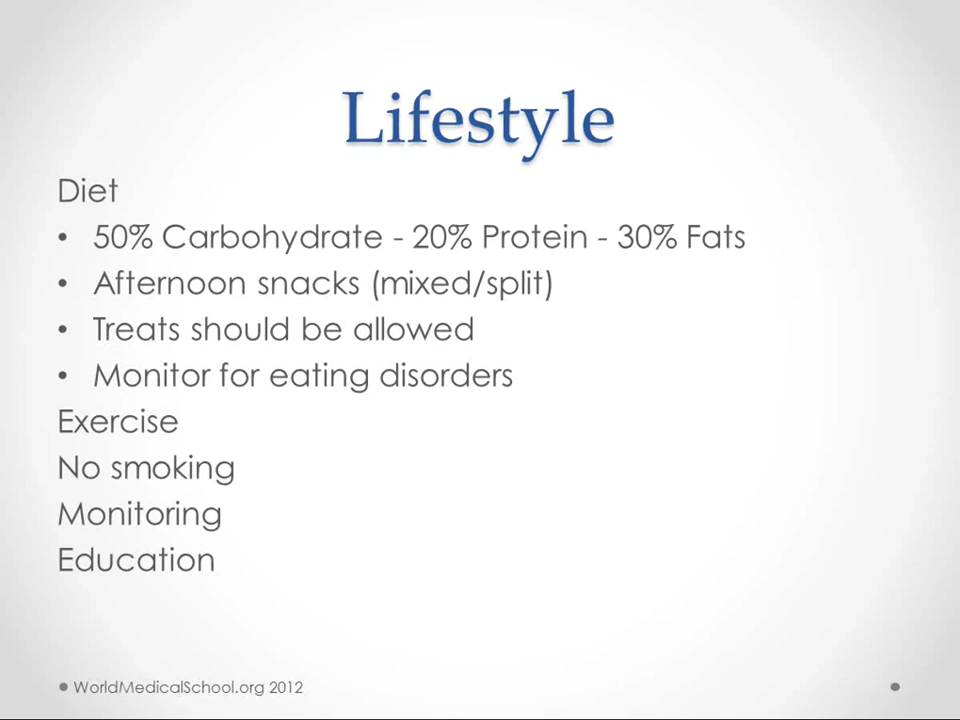 Lifestyle
Diet
• 50% Carbohydrate - 20% Protein - 30% Fats
• Afternoon snacks (mixed/split)
• Treats should be allowed
• Monitor for eating disorders
Exercise
No smoking
Monitoring
Education
WorldMedicalSchool.org 2012